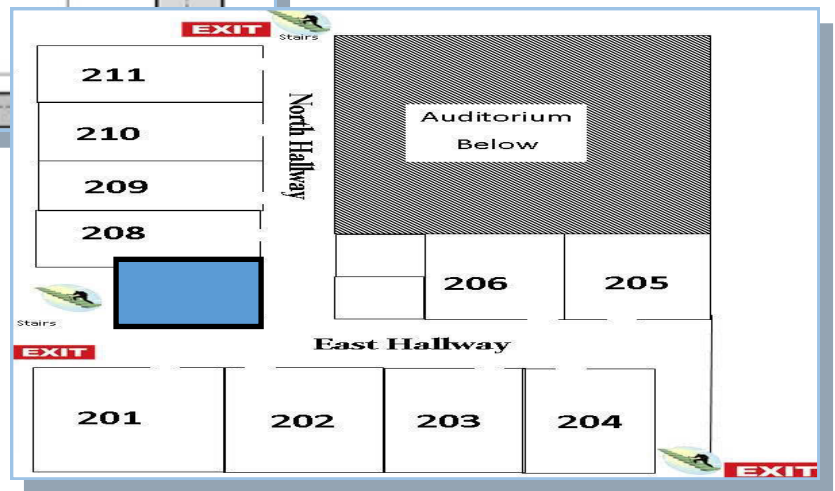 EXIT
Stairs
211
210
209
208
North Hallway
Auditorium
Below
206
205
Stairs
EXIT
East Hallway
201
202
203
204
EXIT